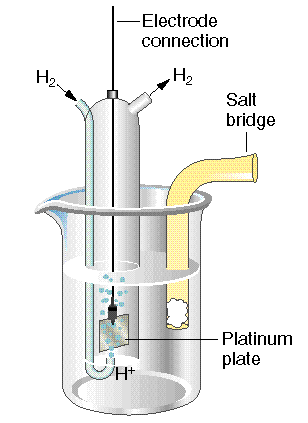 Electrode
connection
H₂
H₂
Salt
bridge
Platinum
plate
H⁺